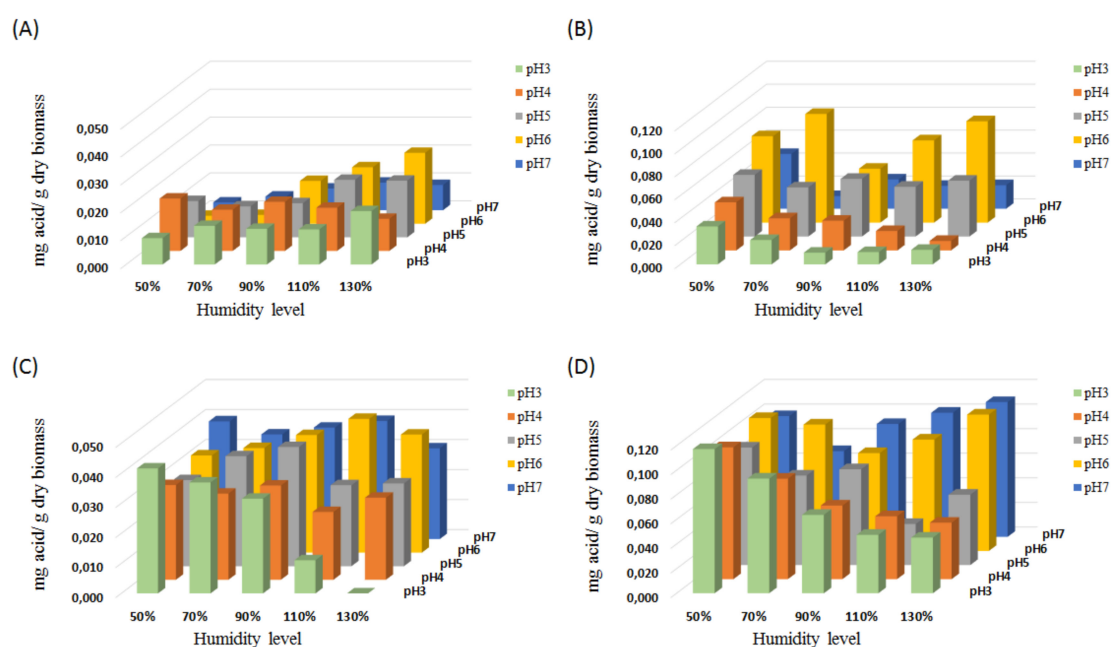 (A)
mg acid/ g dry biomass
0,050
0,040
0,030
0,020
0,010
0,000
50% 70% 90% 110% 130%
Humidity level
pH3
pH4
pH5
pH6
pH7
pH7
pH6
pH5
pH4
pH3
(B)
mg acid/ g dry biomass
0,120
0,100
0,080
0,060
0,040
0,020
0,000
50% 70% 90% 110% 130%
Humidity level
pH3
pH4
pH5
pH6
pH7
pH7
pH6
pH5
pH4
pH3
(C)
mg acid/ g dry biomass
0,050
0,040
0,030
0,020
0,010
0,000
50% 70% 90% 110% 130%
Humidity level
pH3
pH4
pH5
pH6
pH7
pH7
pH6
pH5
pH4
pH3
(D)
mg acid/ g dry biomass
0,120
0,100
0,080
0,060
0,040
0,020
0,000
50% 70% 90% 110% 130%
Humidity level
pH3
pH4
pH5
pH6
pH7
pH7
pH6
pH5
pH4
pH3